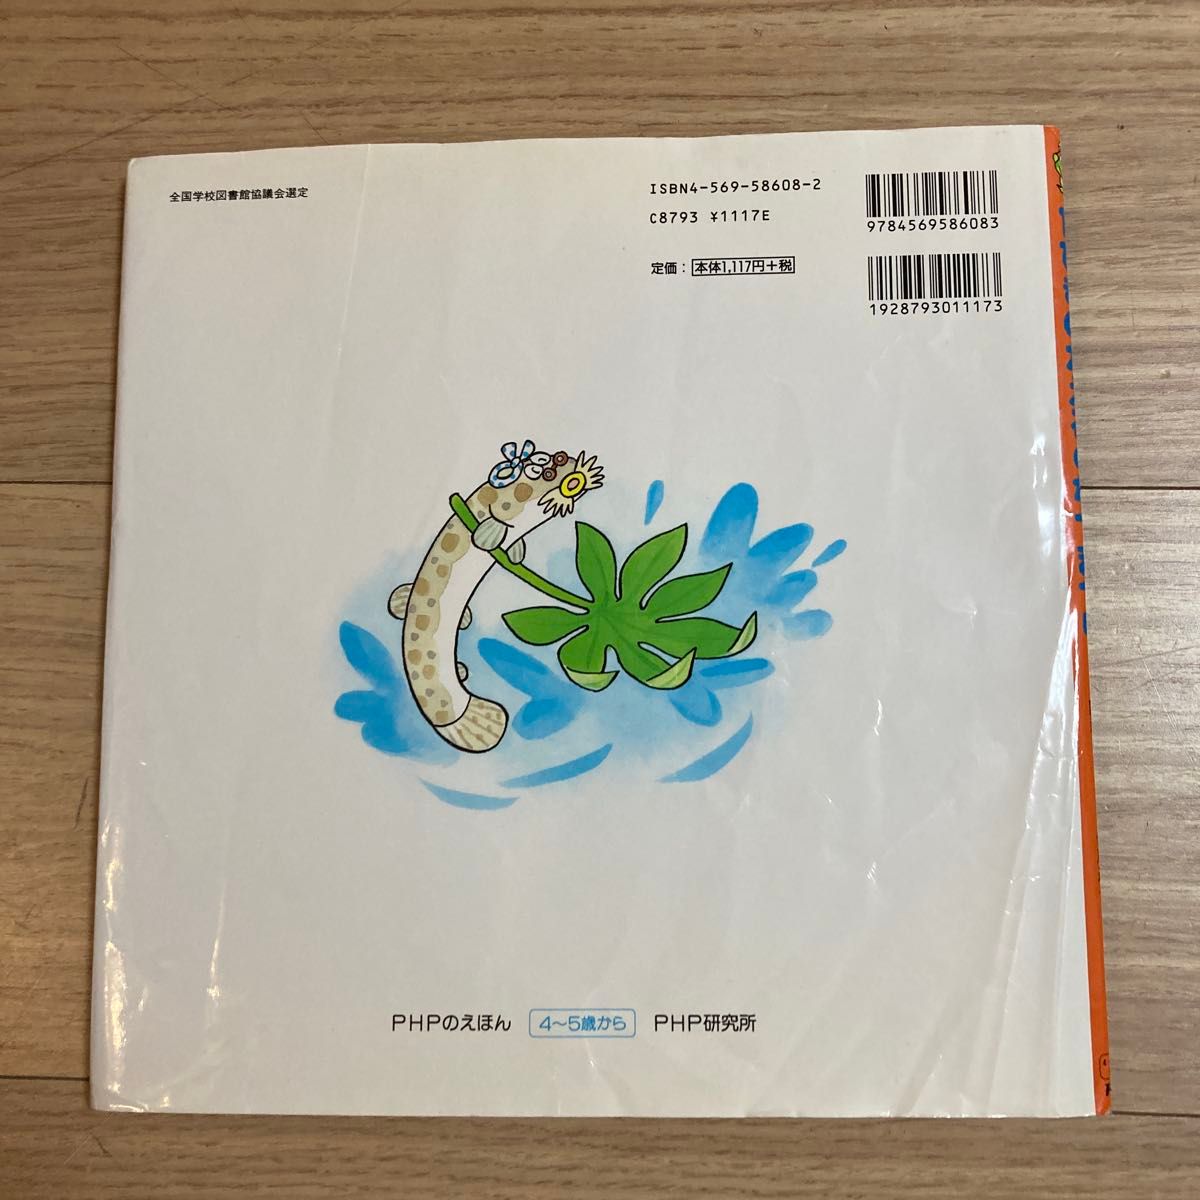 全国学校図書館協議会選定
ISBN4-569-58608-2
C8793 ¥1117E
定価：本体1,117円+税
9784569586083
1928793011173
PHPのえほん 4〜5歳から PHP研究所